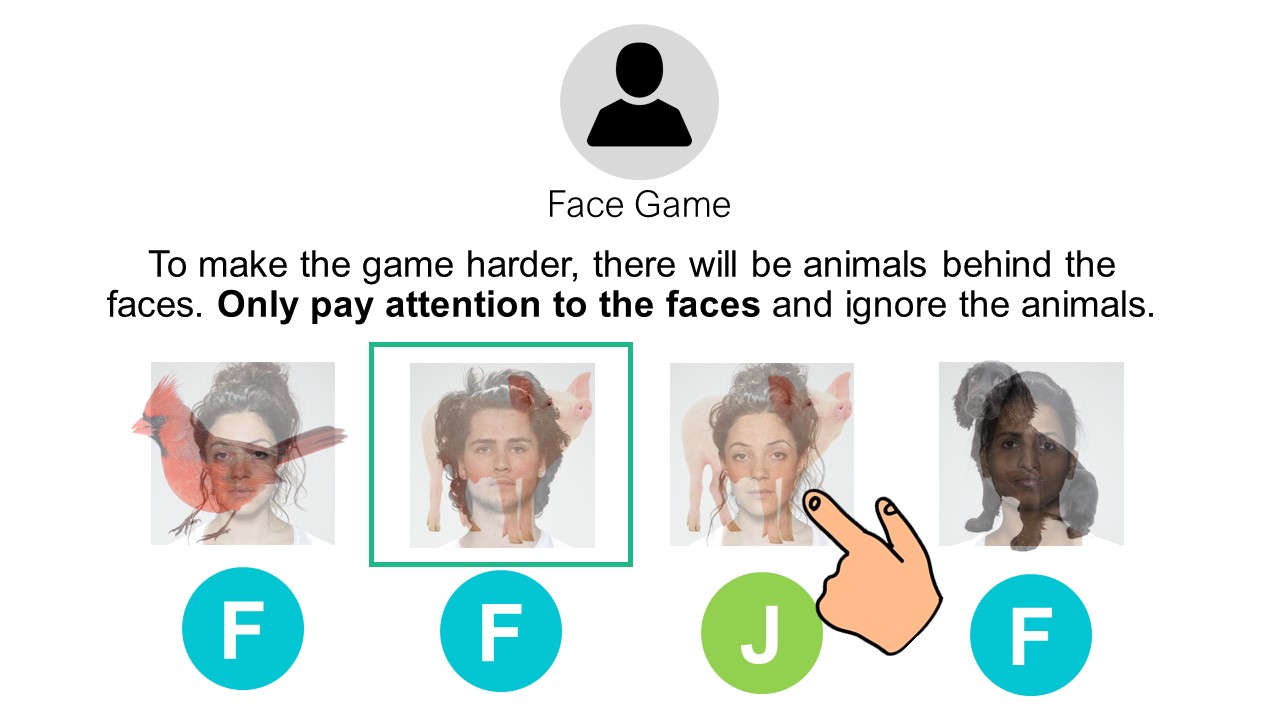 Face Game
To make the game harder, there will be animals behind the
faces. Only pay attention to the faces and ignore the animals.
F F J F